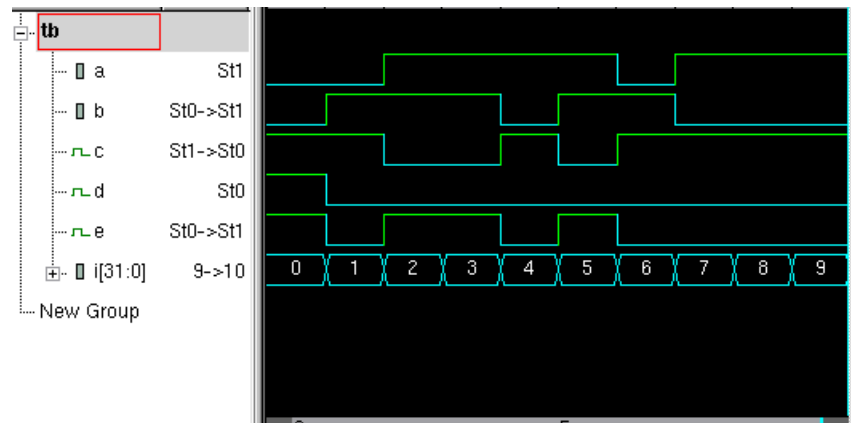 tb
a St1
b St0->St1
c St1->St0
d St0
e St0->St1
i[31:0] 9->10 0 1 2 3 4 5 6 7 8 9
New Group